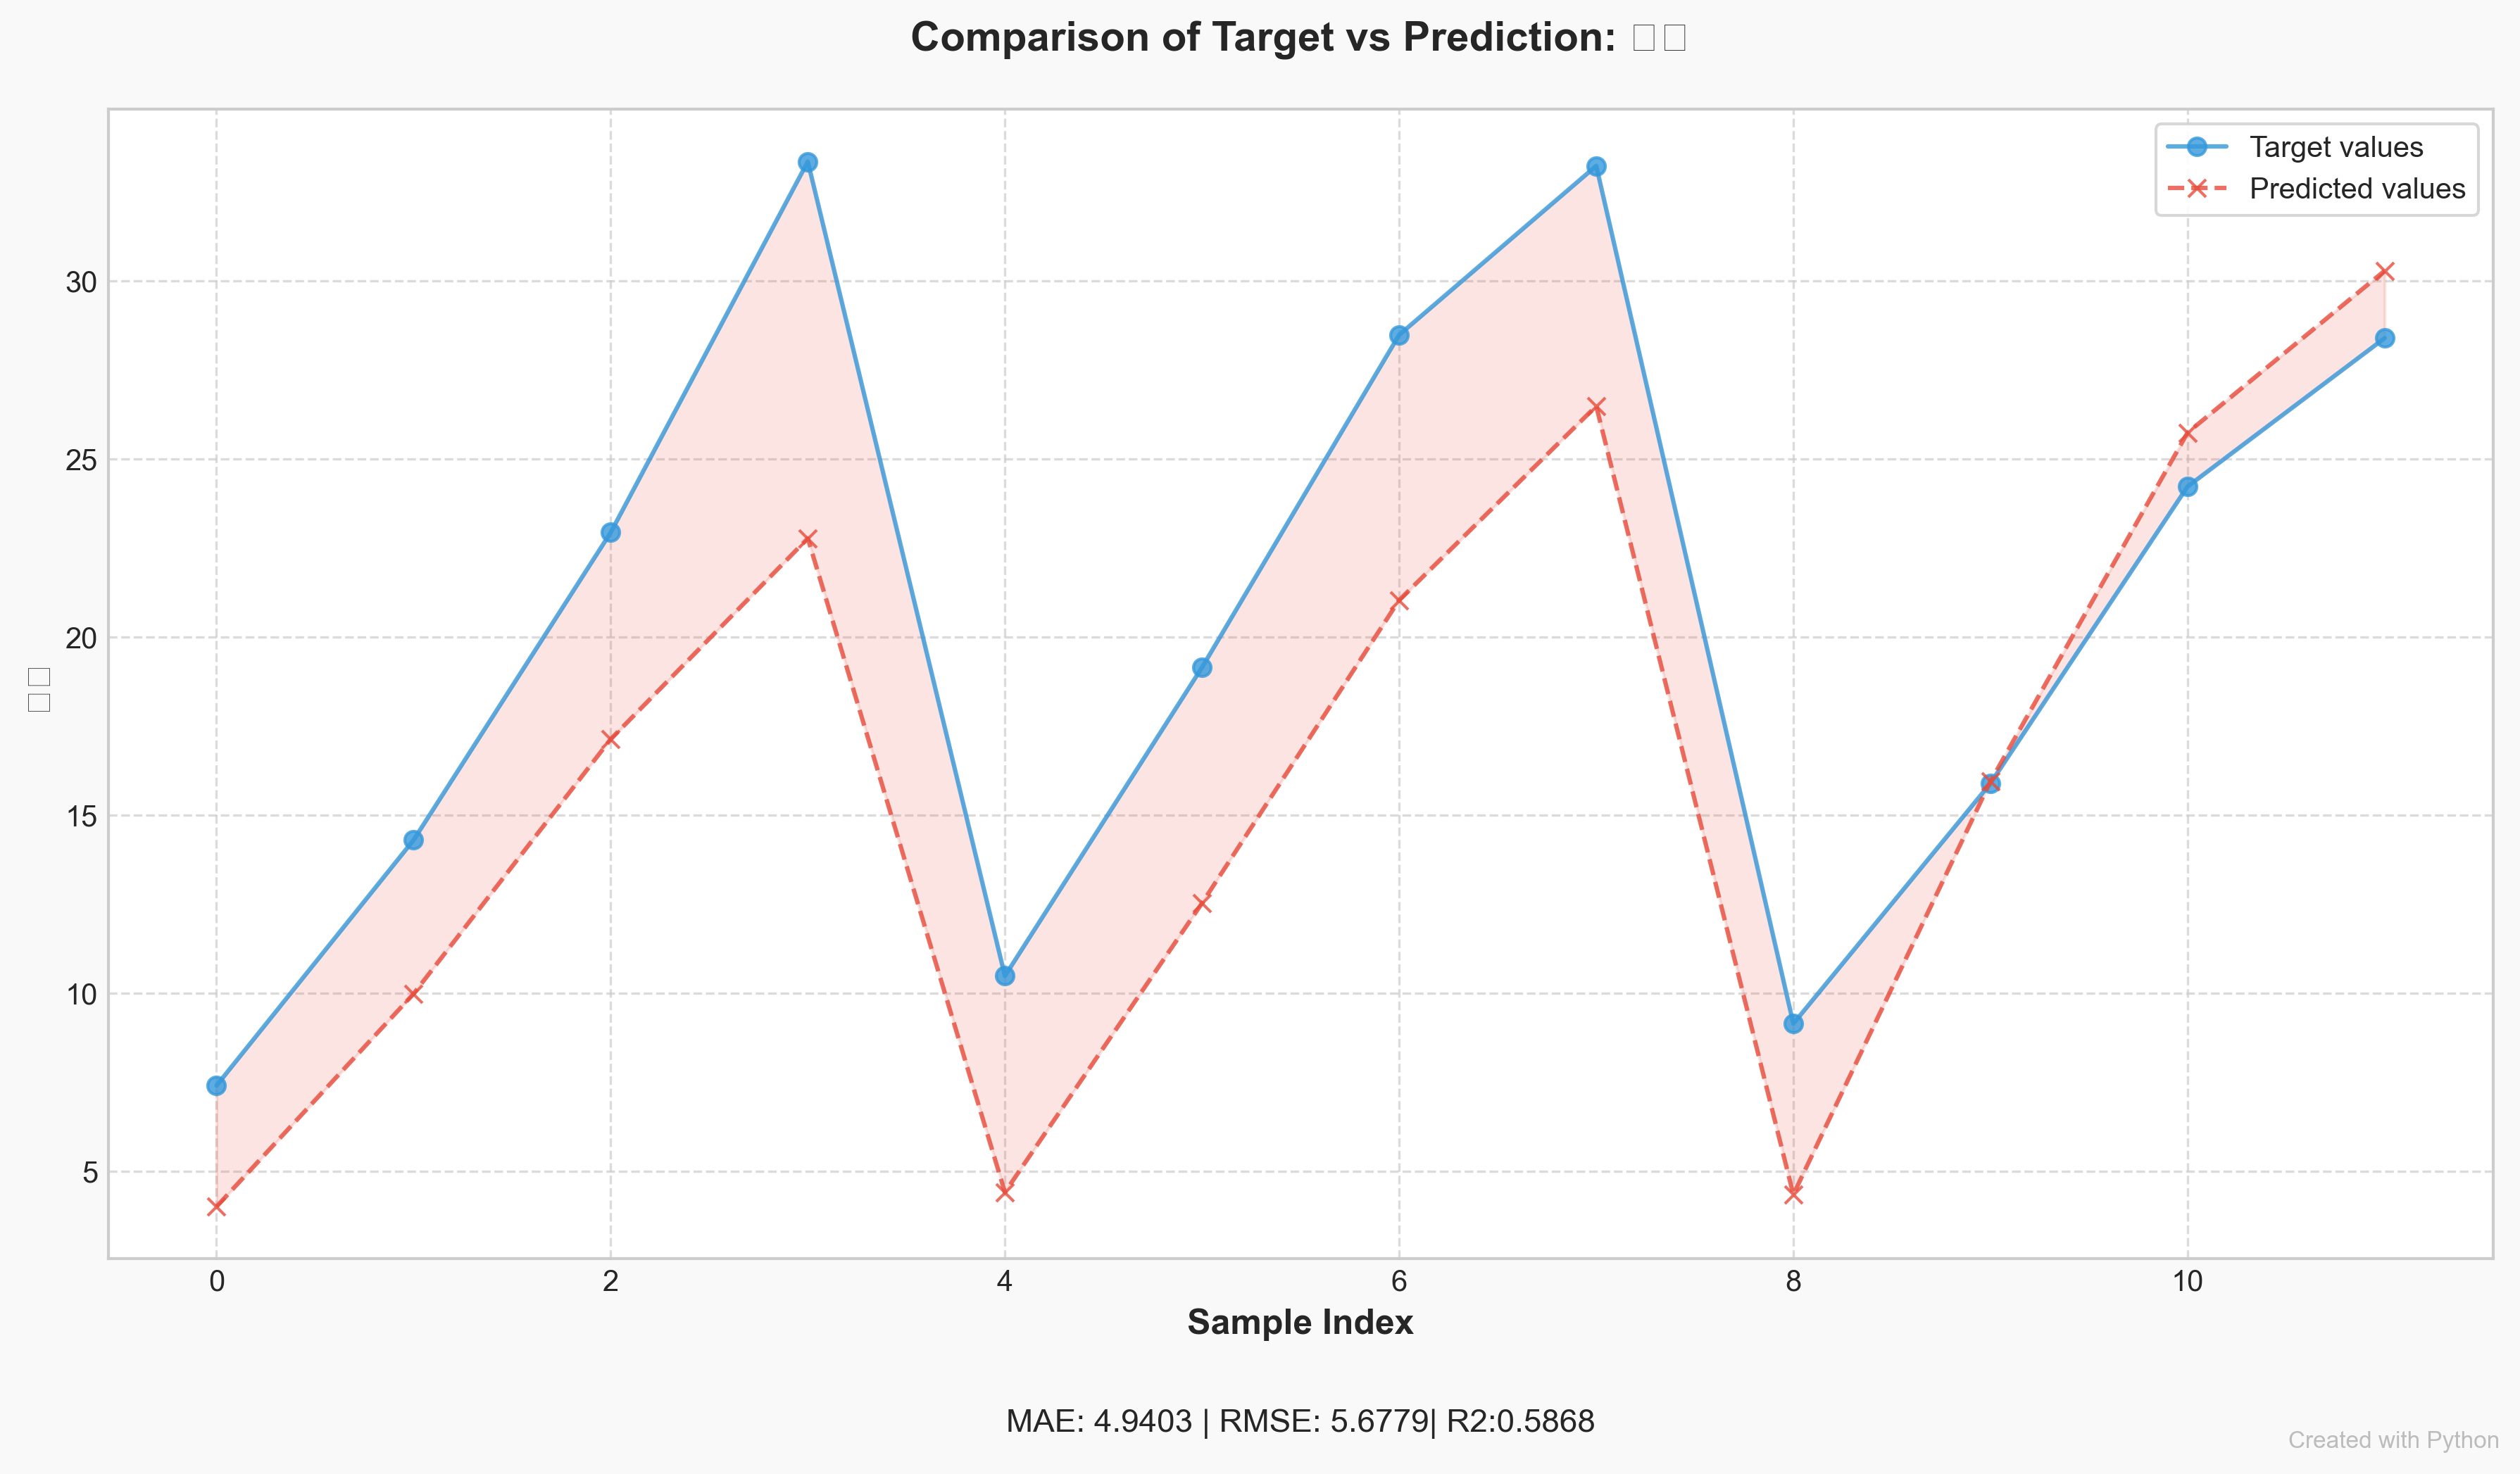 Comparison of Target vs Prediction:
Target values
Predicted values
30
25
20
15
10
5
0 2 4 6 8 10
Sample Index
MAE: 4.9403 | RMSE: 5.6779| R2:0.5868
Created with Python